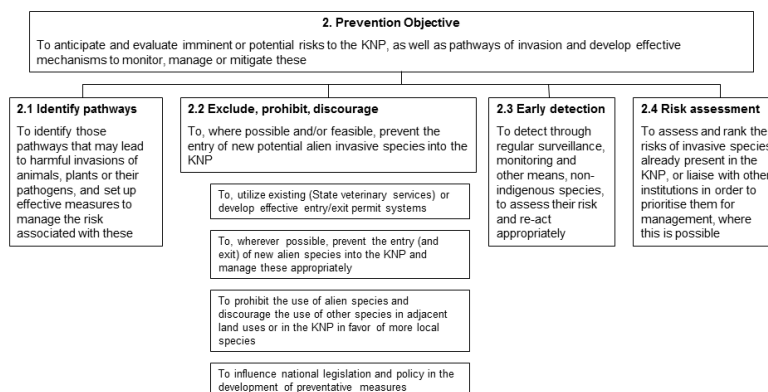 2. Prevention Objective
To anticipate and evaluate imminent or potential risks to the KNP, as well as pathways of invasion and develop effective
mechanisms to monitor, manage or mitigate these
2.1 Identify pathways
To identify those
pathways that may lead
to harmful invasions of
animals, plants or their
pathogens, and set up
effective measures to
manage the risk
associated with these
2.2 Exclude, prohibit, discourage
To, where possible and/or feasible, prevent the
entry of new potential alien invasive species into the
KNP
To, utilize existing (State veterinary services) or
develop effective entry/exit permit systems
To, wherever possible, prevent the entry (and
exit) of new alien species into the KNP and
manage these appropriately
To prohibit the use of alien species and
discourage the use of other species in adjacent
land uses or in the KNP in favor of more local
species
To influence national legislation and policy in the
development of preventative measures
2.3 Early detection
To detect through
regular surveillance,
monitoring and
other means, non-
indigenous species,
to assess their risk
and re-act
appropriately
2.4 Risk assessment
To assess and rank the
risks of invasive species
already present in the
KNP, or liaise with other
institutions in order to
prioritise them for
management, where
this is possible